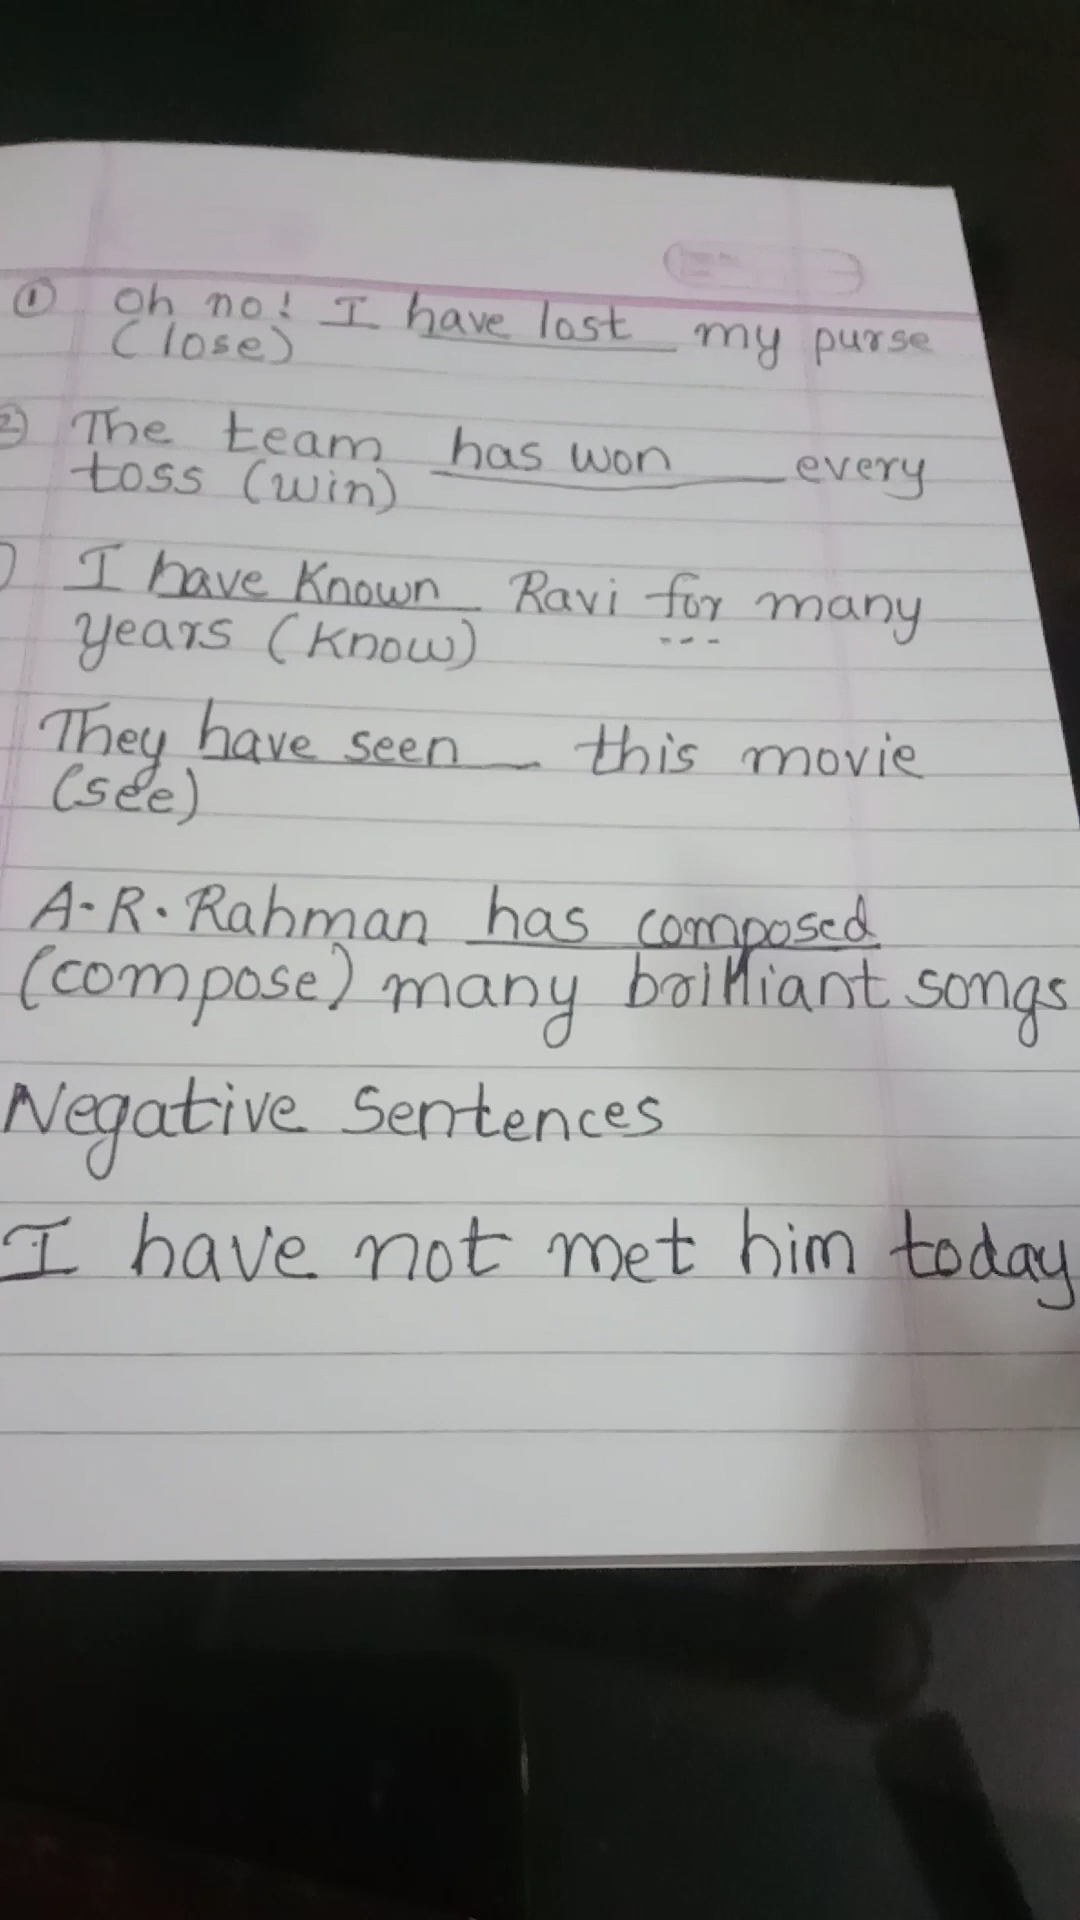 ① Oh no! I have lost my purse
(lose)
2) The team has won every
toss (win)
) I have Known Ravi for many
years (Know)
They have seen this movie
(see)
A.R. Rahman has composed
(compose) many brilliant songs
Negative Sentences
I have not met him today